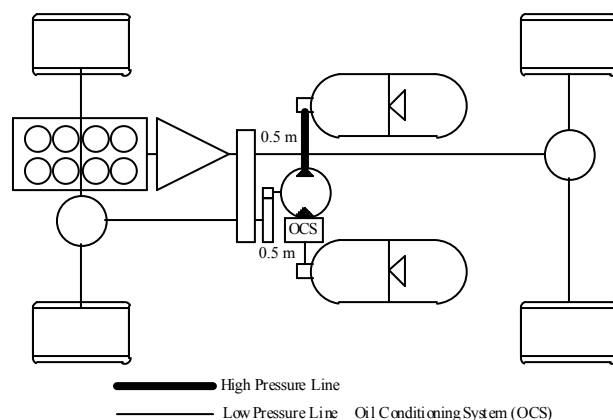 0.5 m
OCS
0.5 m
High Pressure Line
Low Pressure Line Oil Conditioning System (OCS)